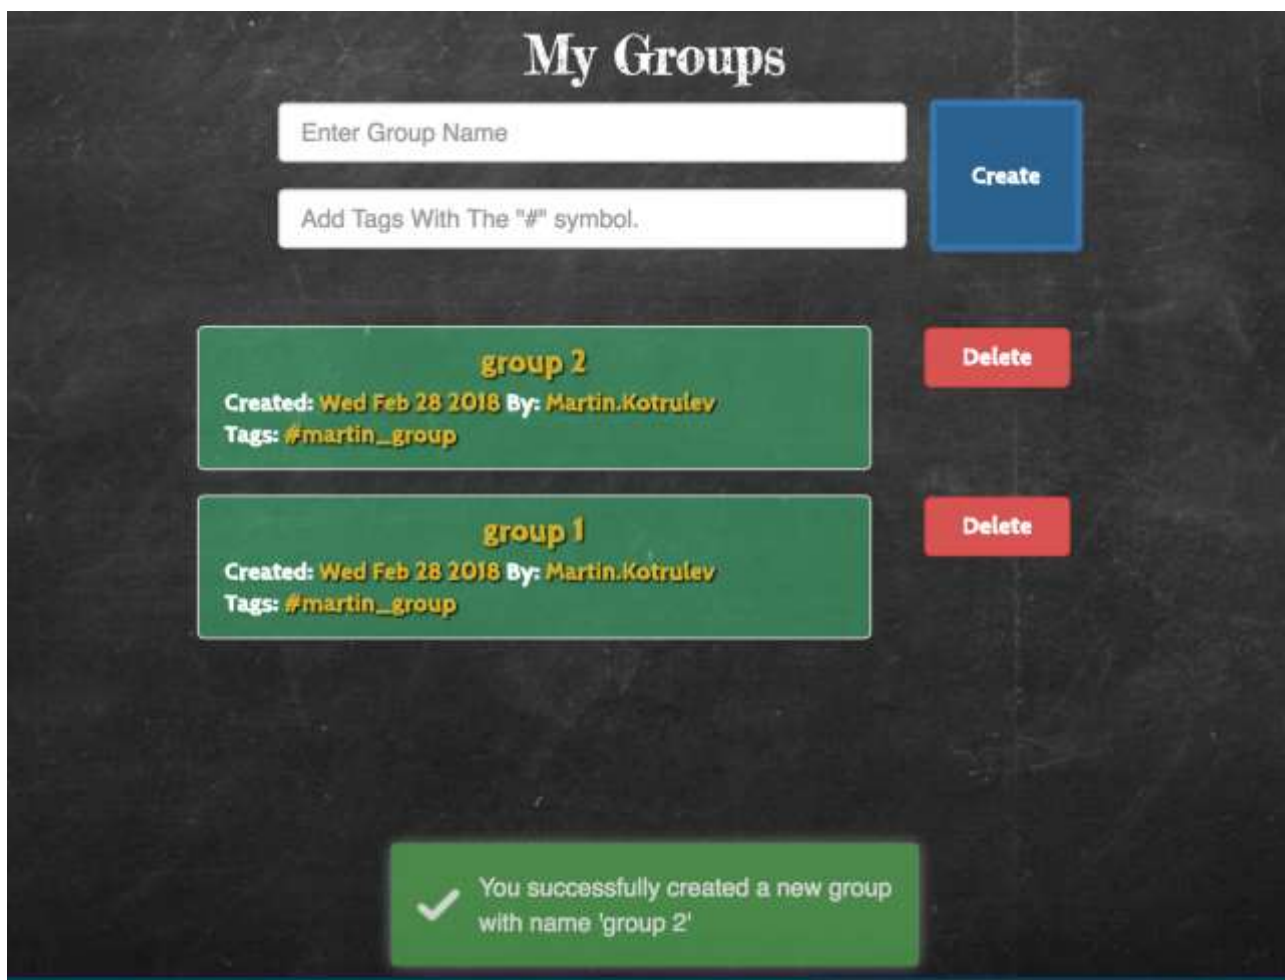 My Groups
Enter Group Name
Create
Add Tags With The "#" symbol.
group 2
Delete
Created: Wed Feb 28 2018 By: Martin.Kotrulev
Tags: #martin_group
group 1
Delete
Created: Wed Feb 28 2018 By: Martin.Kotrulev
Tags: #martin_group
You successfully created a new group
with name 'group 2'